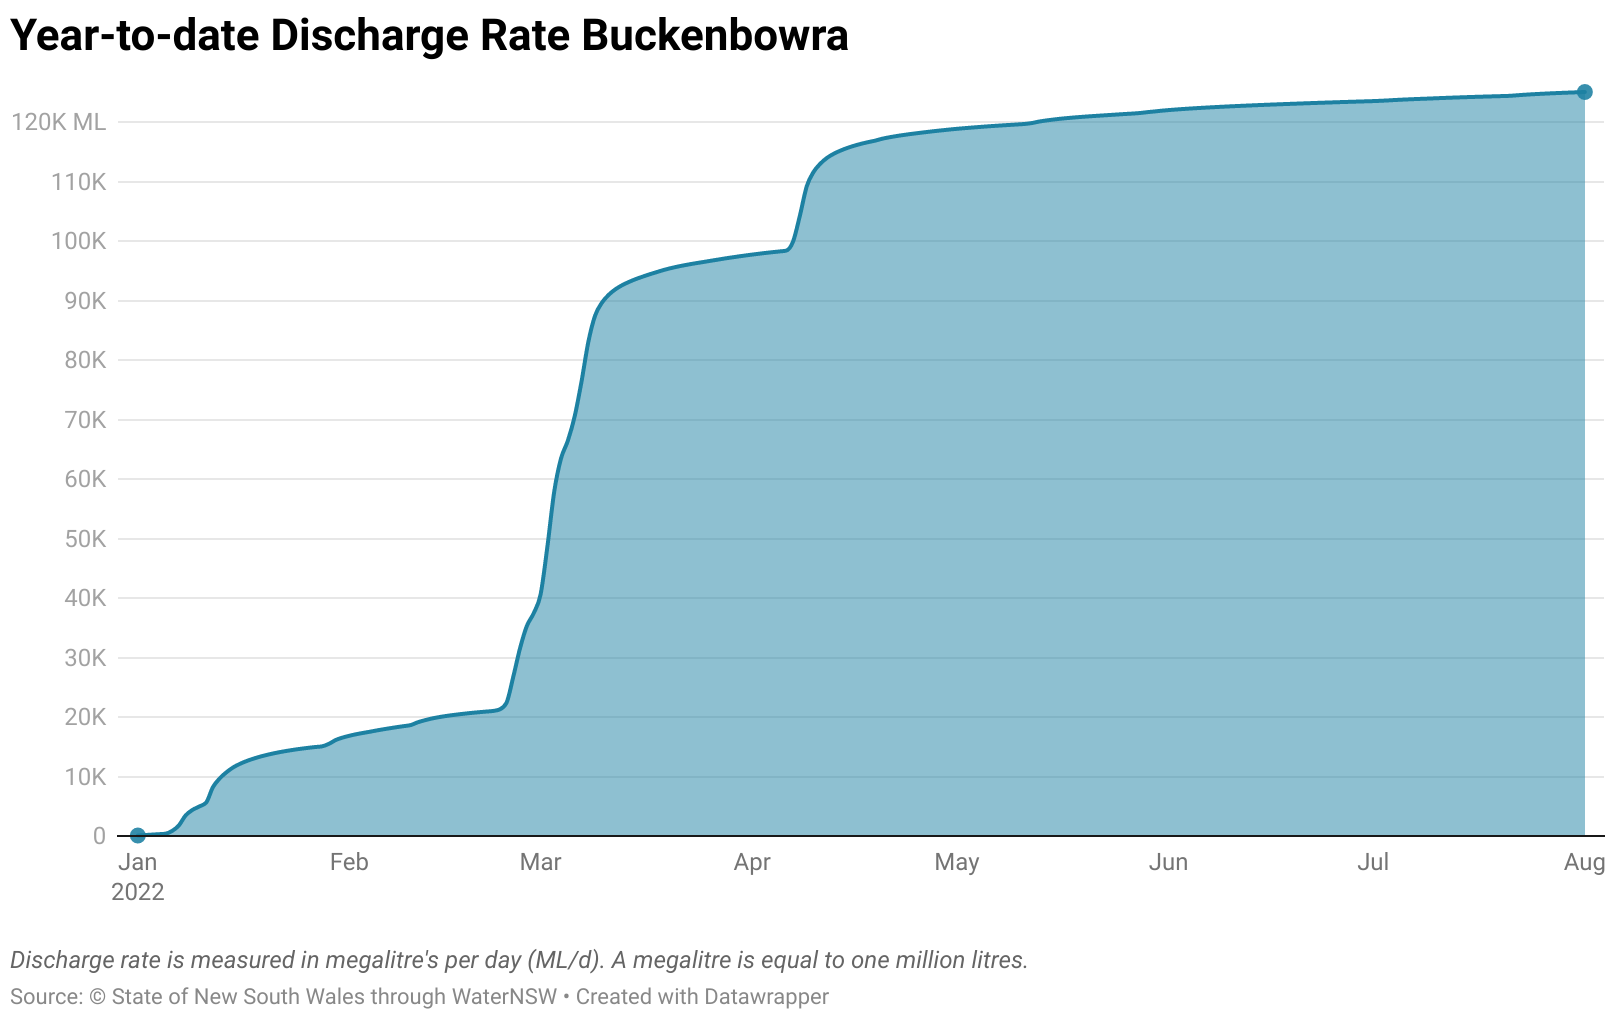 Year-to-date Discharge Rate Buckenbowra
120K ML
110K
100K
90K
80K
70K
60K
50K
40K
30K
20K
10K
0
Jan Feb Mar Apr May Jun Jul Aug
2022
Discharge rate is measured in megalitre's per day (ML/d). A megalitre is equal to one million litres.
Source: © State of New South Wales through WaterNSW • Created with Datawrapper